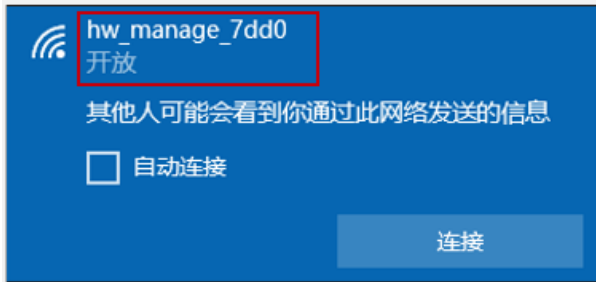 hw_manage_7dd0
开放
其他人可能会看到你通过此网络发送的信息
自动连接
连接